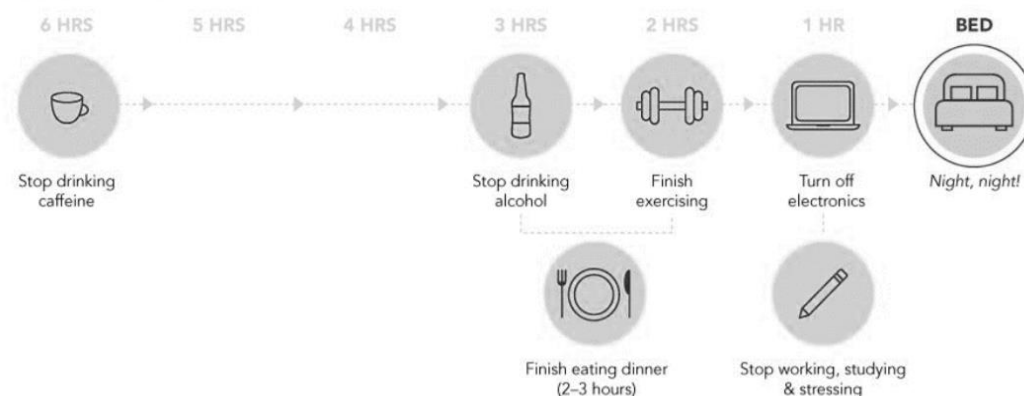 6 HRS
5 HRS
4 HRS
3 HRS
2 HRS
1 HR
BED
Stop drinking
caffeine
Stop drinking
alcohol
Finish
exercising
Turn off
electronics
Night, night!
Finish eating dinner
(2–3 hours)
Stop working, studying
& stressing